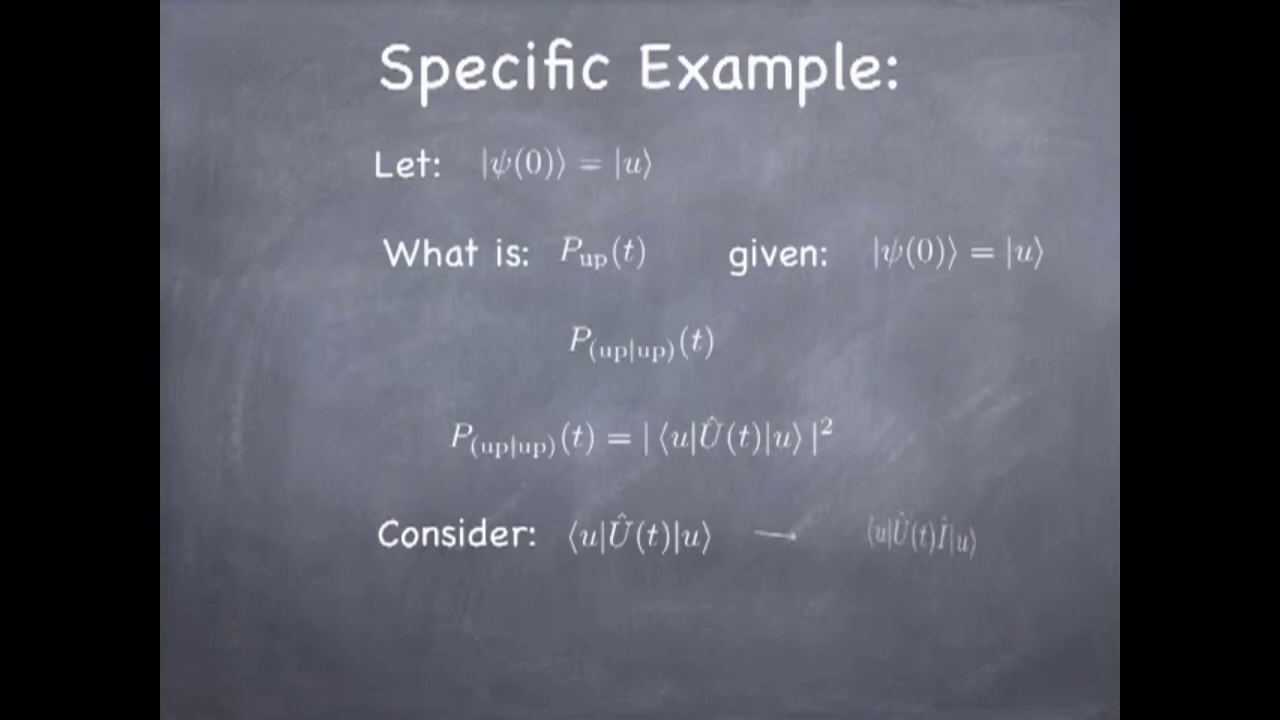 Specific Example:
Let: |ψ(0)⟩ = |u⟩
What is: P_up(t) given: |ψ(0)⟩ = |u⟩
P_(up|up)(t)
P_(up|up)(t) = | ⟨u|Û(t)|u⟩ |²
Consider: ⟨u|Û(t)|u⟩ → ⟨u|Û(t)Î|u⟩